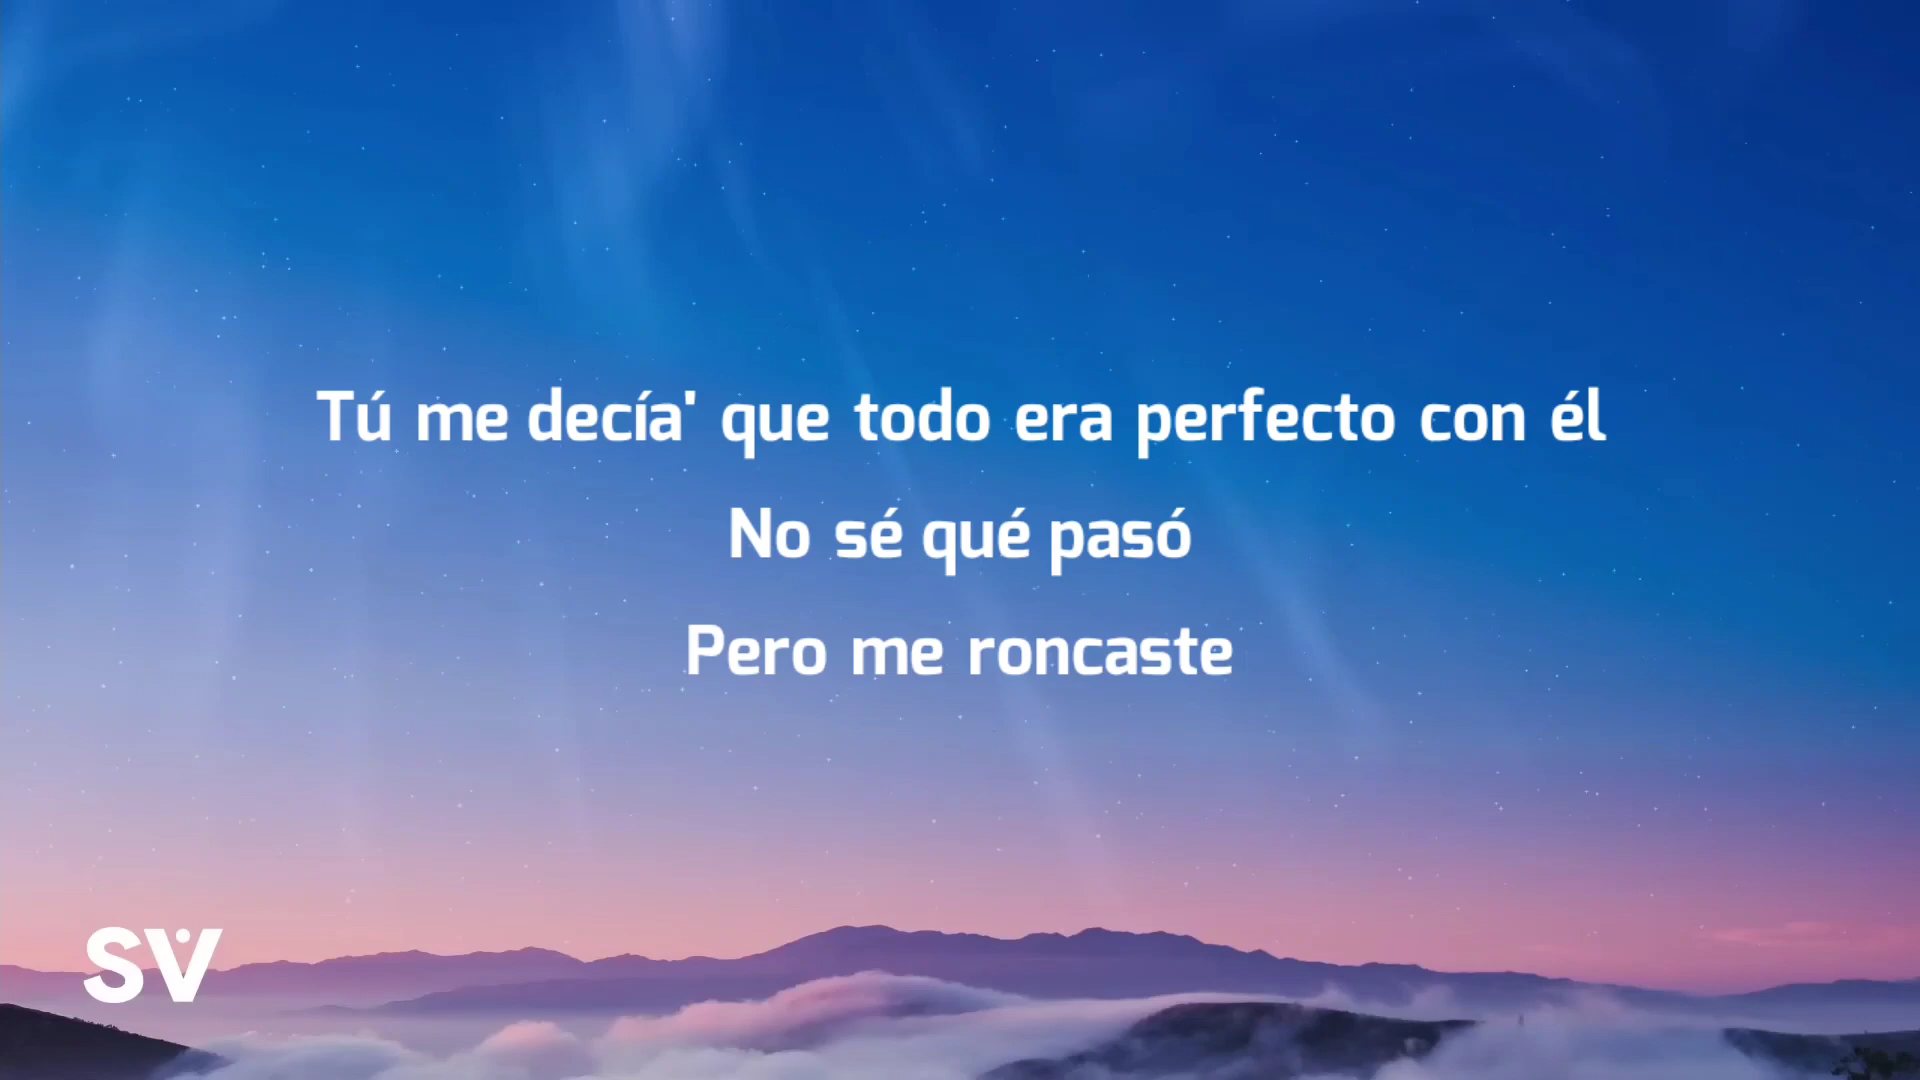 Tú me decía' que todo era perfecto con él
No sé qué pasó
Pero me roncaste
SV